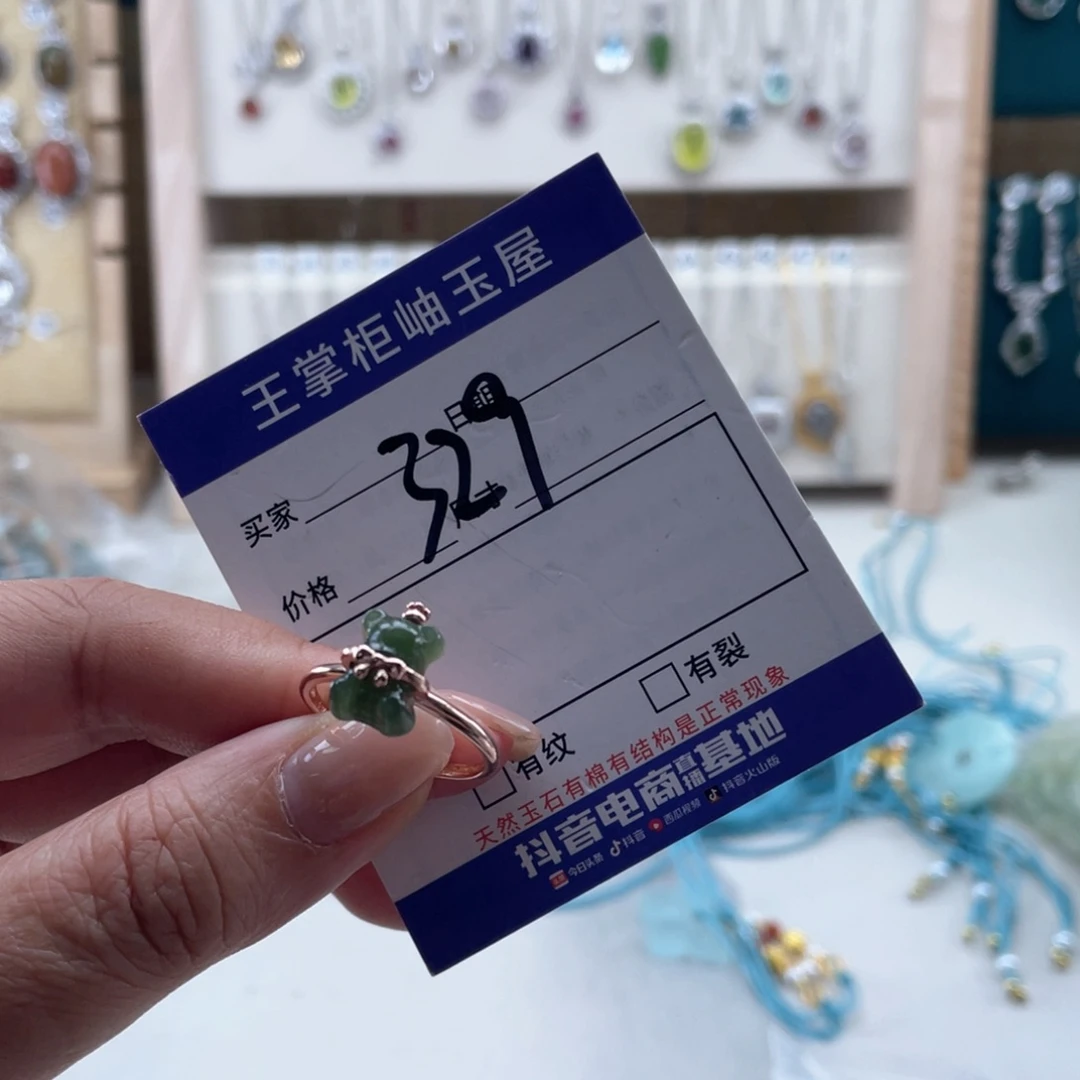 王掌柜岫玉屋
买家
日期
价格
329
有纹
有裂
天然玉石有棉有结构是正常现象
抖音电商直播基地
今日头条 抖音 西瓜视频 抖音火山版